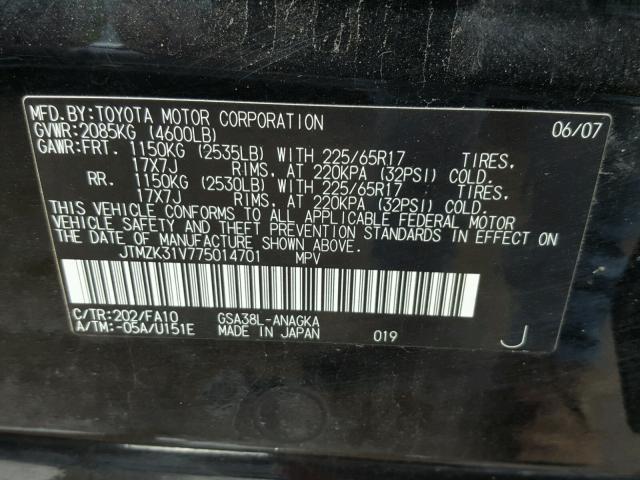 MFD.BY:TOYOTA MOTOR CORPORATION 06/07
GVWR:2085KG (4600LB)
GAWR:FRT. 1150KG (2535LB) WITH 225/65R17 TIRES,
17X7J RIMS, AT 220KPA (32PSI) COLD.
RR. 1150KG (2530LB) WITH 225/65R17 TIRES,
17X7J RIMS, AT 220KPA (32PSI) COLD.
THIS VEHICLE CONFORMS TO ALL APPLICABLE FEDERAL MOTOR
VEHICLE SAFETY AND THEFT PREVENTION STANDARDS IN
EFFECT ON THE DATE OF MANUFACTURE SHOWN ABOVE.
JTMZK31V775014701 MPV
C/TR:202/FA10 GSA38L-ANAGKA
A/TM:-05A/U151E MADE IN JAPAN 019 J